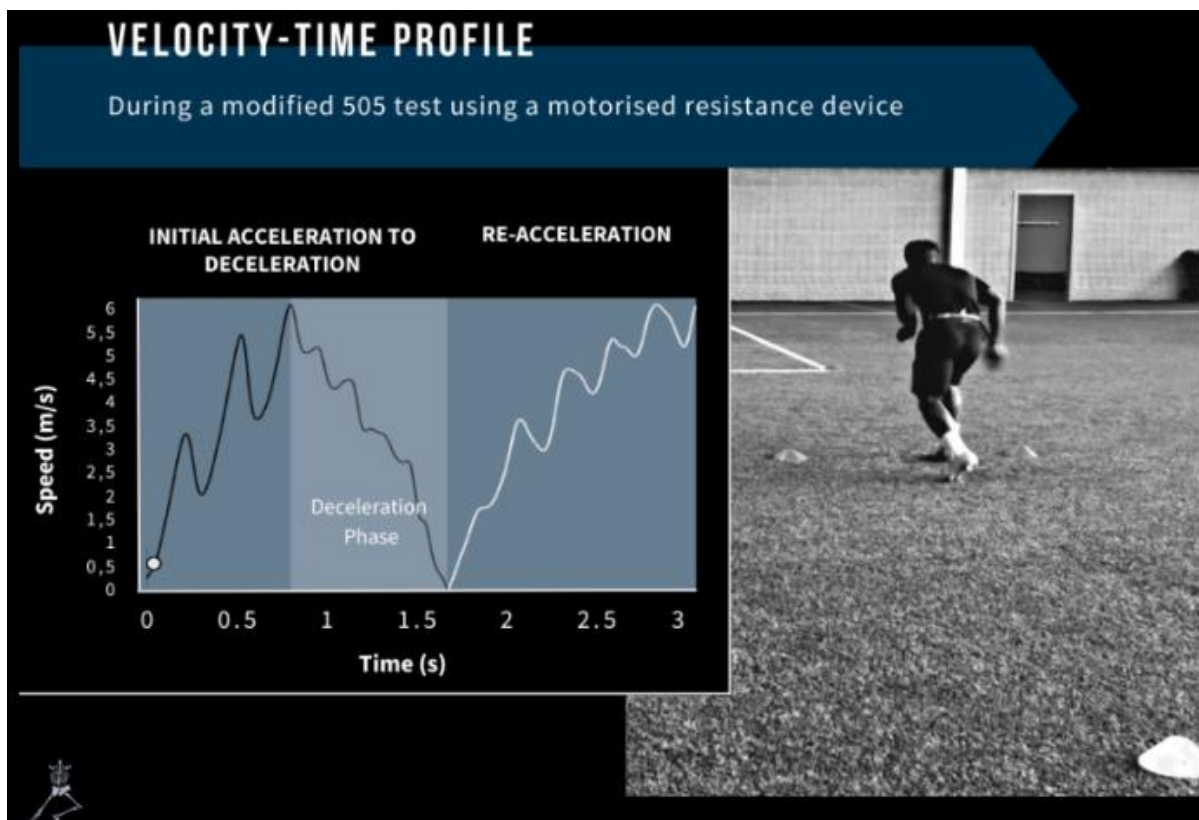 VELOCITY-TIME PROFILE
During a modified 505 test using a motorised resistance device
INITIAL ACCELERATION TO
DECELERATION
RE-ACCELERATION
6
5,5
5
4,5
4
3,5
3
2,5
2
1,5
1
0,5
0
Speed (m/s)
Deceleration
Phase
0 0.5 1 1.5 2 2.5 3
Time (s)